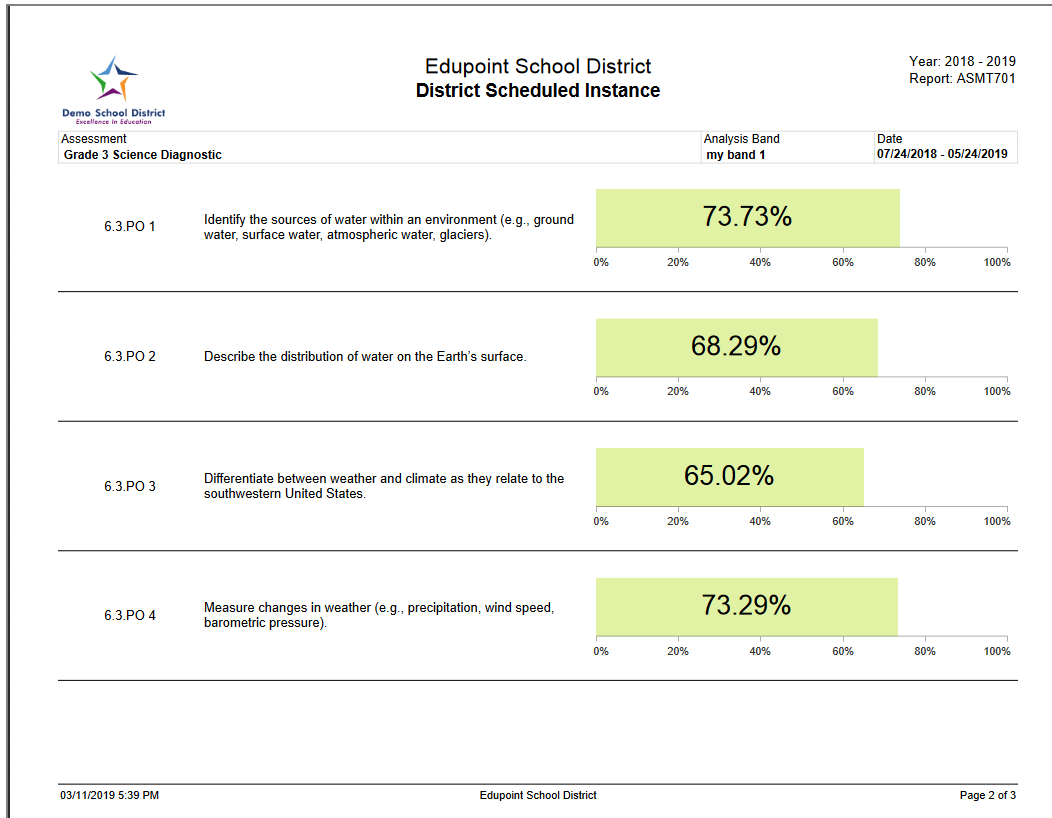 Demo School District
Excellence In Education
Edupoint School District
District Scheduled Instance
Year: 2018 - 2019
Report: ASMT701
Assessment
Grade 3 Science Diagnostic
Analysis Band
my band 1
Date
07/24/2018 - 05/24/2019
6.3.PO 1
Identify the sources of water within an environment (e.g., ground
water, surface water, atmospheric water, glaciers).
73.73%
0% 20% 40% 60% 80% 100%
6.3.PO 2
Describe the distribution of water on the Earth's surface.
68.29%
0% 20% 40% 60% 80% 100%
6.3.PO 3
Differentiate between weather and climate as they relate to the
southwestern United States.
65.02%
0% 20% 40% 60% 80% 100%
6.3.PO 4
Measure changes in weather (e.g., precipitation, wind speed,
barometric pressure).
73.29%
0% 20% 40% 60% 80% 100%
03/11/2019 5:39 PM
Edupoint School District
Page 2 of 3